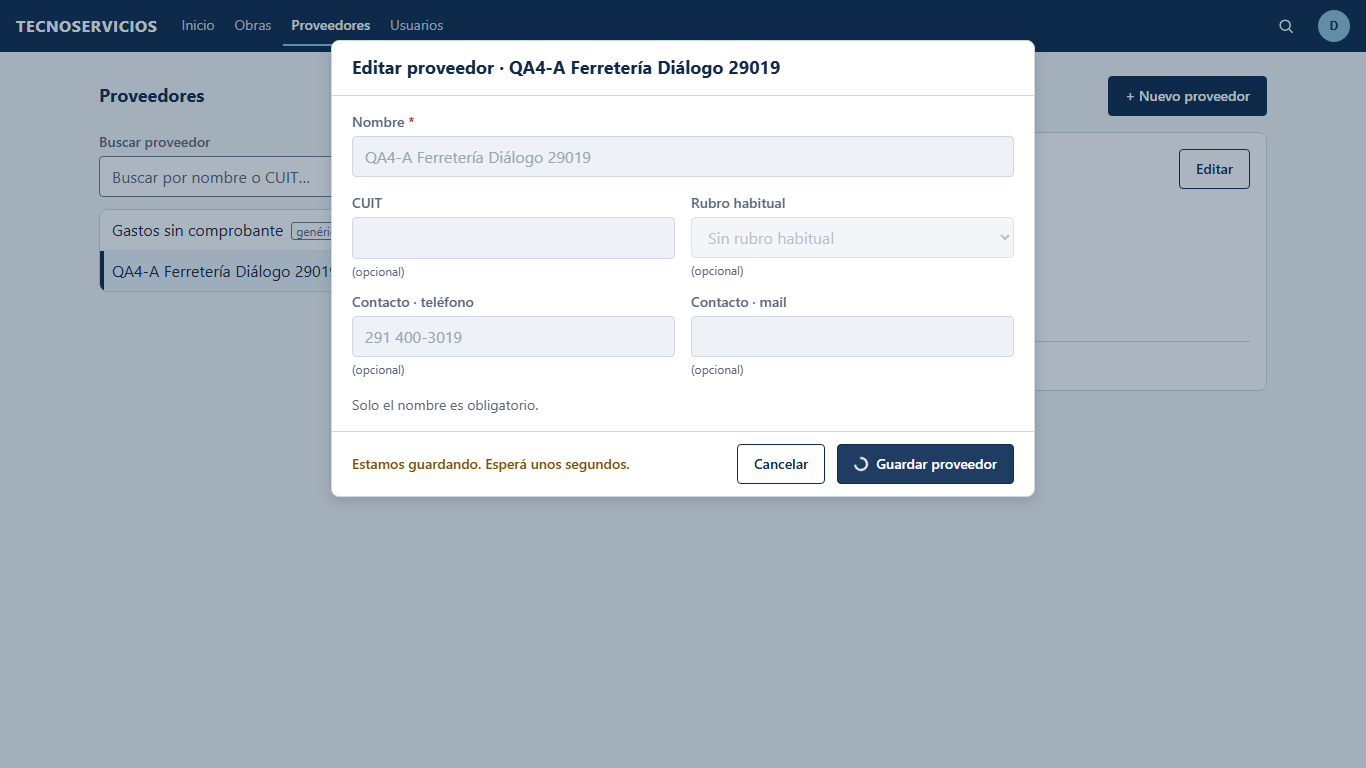 TECNOSERVICIOS Inicio Obras Proveedores Usuarios D
Editar proveedor · QA4-A Ferretería Diálogo 29019
Proveedores
+ Nuevo proveedor
Nombre *
Buscar proveedor
QA4-A Ferretería Diálogo 29019
Buscar por nombre o CUIT...
Editar
CUIT
Rubro habitual
Gastos sin comprobante
Sin rubro habitual
QA4-A Ferretería Diálogo 2901
(opcional)
(opcional)
Contacto · teléfono
Contacto · mail
291 400-3019
(opcional)
(opcional)
Solo el nombre es obligatorio.
Estamos guardando. Esperá unos segundos.
Cancelar
Guardar proveedor